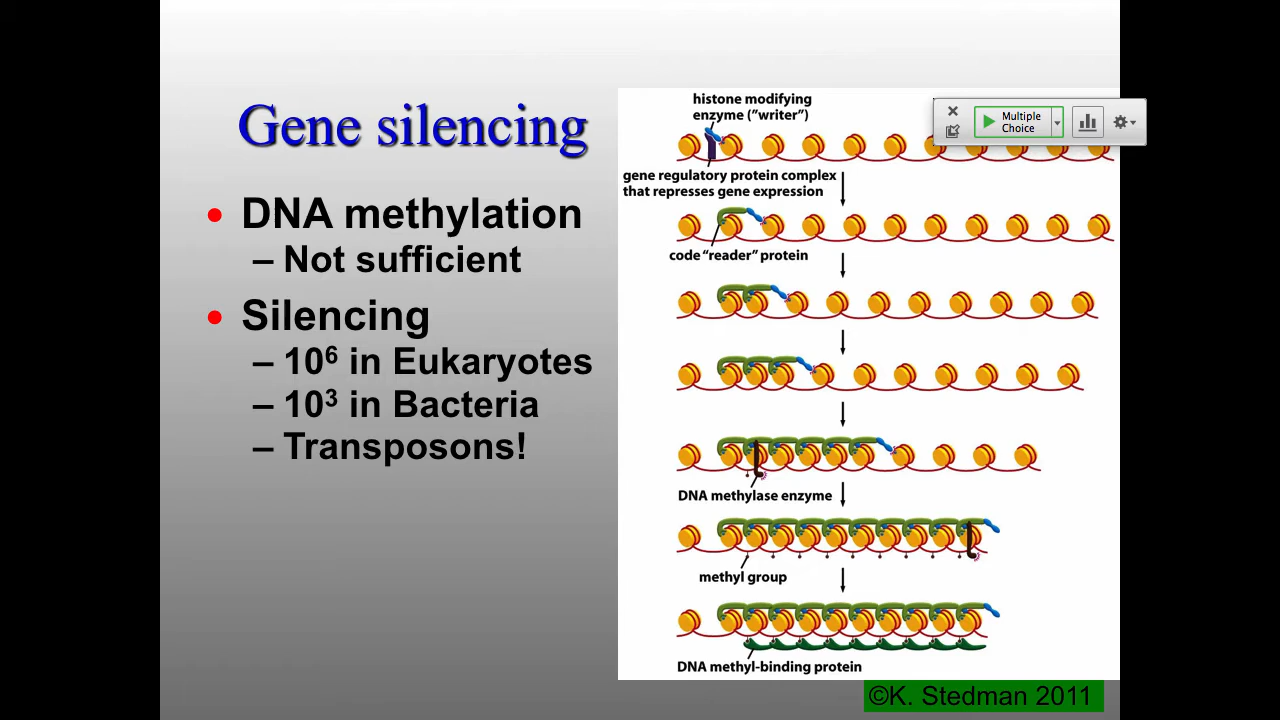 Gene silencing
• DNA methylation
– Not sufficient
• Silencing
– 10⁶ in Eukaryotes
– 10³ in Bacteria
– Transposons!
histone modifying
enzyme ("writer")
Multiple
Choice
gene regulatory protein complex
that represses gene expression
code "reader" protein
DNA methylase enzyme
methyl group
DNA methyl-binding protein
©K. Stedman 2011